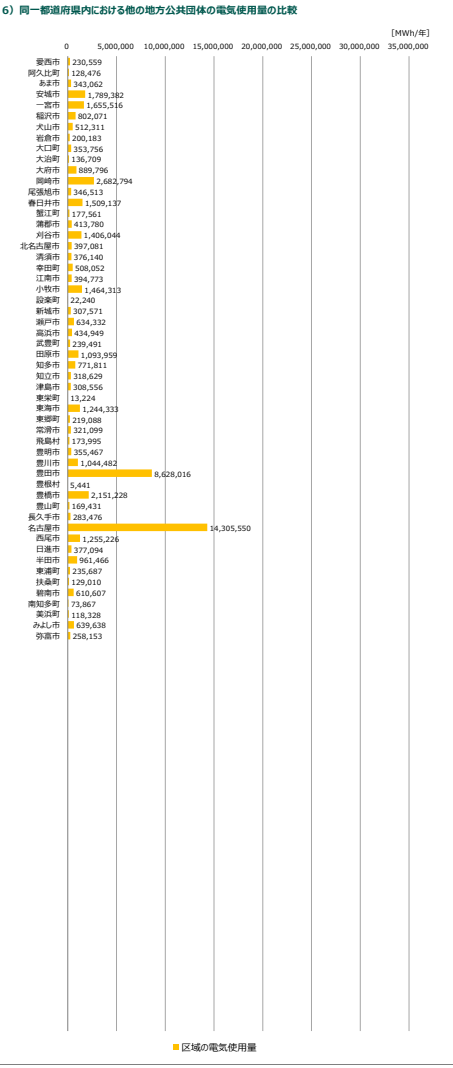 6）同一都道府県内における他の地方公共団体の電気使用量の比較
[MWh/年]
0 5,000,000 10,000,000 15,000,000 20,000,000 25,000,000 30,000,000 35,000,000
愛西市 230,559
阿久比町 128,476
あま市 343,062
安城市 1,789,382
一宮市 1,655,516
稲沢市 802,071
犬山市 512,311
岩倉市 200,183
大口町 353,756
大治町 136,709
大府市 889,796
岡崎市 2,682,794
尾張旭市 346,513
春日井市 1,509,137
蟹江町 177,561
蒲郡市 413,780
刈谷市 1,406,044
北名古屋市 397,081
清須市 376,140
幸田町 508,052
江南市 394,773
小牧市 1,464,313
設楽町 22,240
新城市 307,571
瀬戸市 634,332
高浜市 434,949
武豊町 239,491
田原市 1,093,959
知多市 771,811
知立市 318,629
津島市 308,556
東栄町 13,224
東海市 1,244,333
東郷町 219,088
常滑市 321,099
飛島村 173,995
豊明市 355,467
豊川市 1,044,482
豊田市 8,628,016
豊根村 5,441
豊橋市 2,151,228
豊山町 169,431
長久手市 283,476
名古屋市 14,305,550
西尾市 1,255,226
日進市 377,094
半田市 961,466
東浦町 235,687
扶桑町 129,010
碧南市 610,607
南知多町 73,867
美浜町 118,328
みよし市 639,638
弥富市 258,153
区域の電気使用量